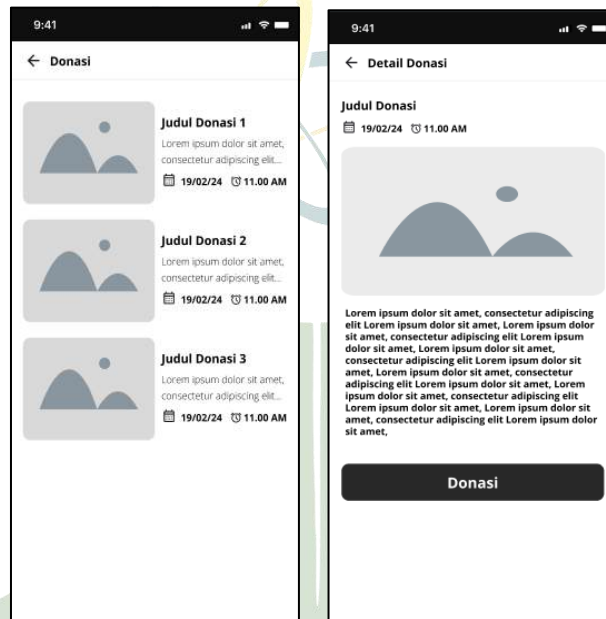 9:41
Donasi
Judul Donasi 1
Lorem ipsum dolor sit amet,
consectetur adipiscing elit...
19/02/24 11.00 AM
Judul Donasi 2
Lorem ipsum dolor sit amet,
consectetur adipiscing elit...
19/02/24 11.00 AM
Judul Donasi 3
Lorem ipsum dolor sit amet,
consectetur adipiscing elit...
19/02/24 11.00 AM
9:41
Detail Donasi
Judul Donasi
19/02/24 11.00 AM
Lorem ipsum dolor sit amet, consectetur adipiscing
elit Lorem ipsum dolor sit amet, Lorem ipsum dolor
sit amet, consectetur adipiscing elit Lorem ipsum
dolor sit amet, Lorem ipsum dolor sit amet,
consectetur adipiscing elit Lorem ipsum dolor sit
amet, Lorem ipsum dolor sit amet, consectetur
adipiscing elit Lorem ipsum dolor sit amet, Lorem
ipsum dolor sit amet, consectetur adipiscing elit
Lorem ipsum dolor sit amet, Lorem ipsum dolor sit
amet, consectetur adipiscing elit Lorem ipsum dolor
sit amet,
Donasi